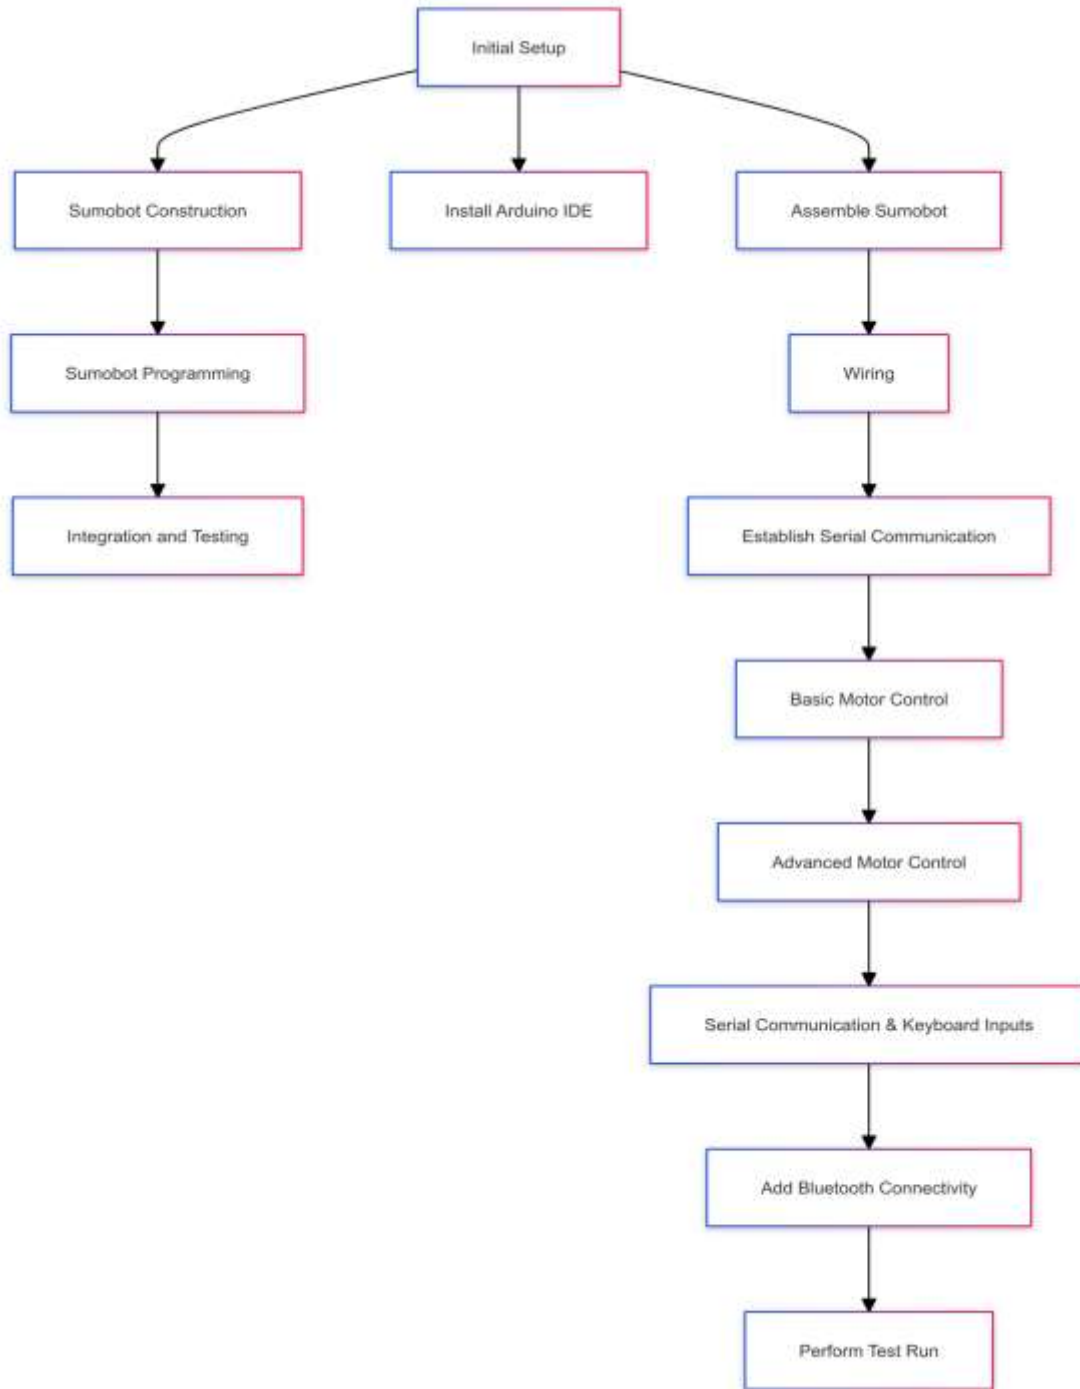 Initial Setup
Sumobot Construction
Install Arduino IDE
Assemble Sumobot
Sumobot Programming
Wiring
Integration and Testing
Establish Serial Communication
Basic Motor Control
Advanced Motor Control
Serial Communication & Keyboard Inputs
Add Bluetooth Connectivity
Perform Test Run